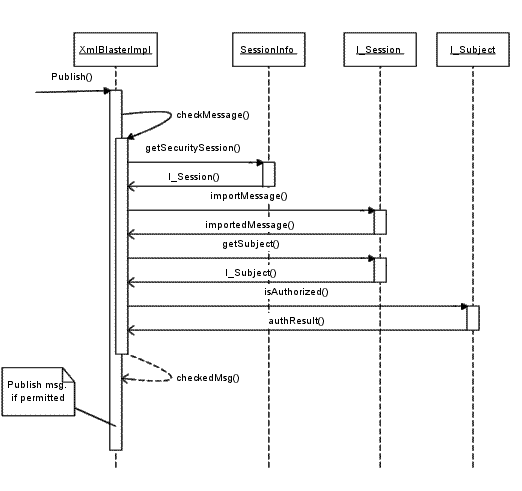 XmlBlasterImpl
SessionInfo
I_Session
I_Subject
Publish()
checkMessage()
getSecuritySession()
I_Session()
importMessage()
importedMessage()
getSubject()
I_Subject()
isAuthorized()
authResult()
checkedMsg()
Publish msg.
if permitted